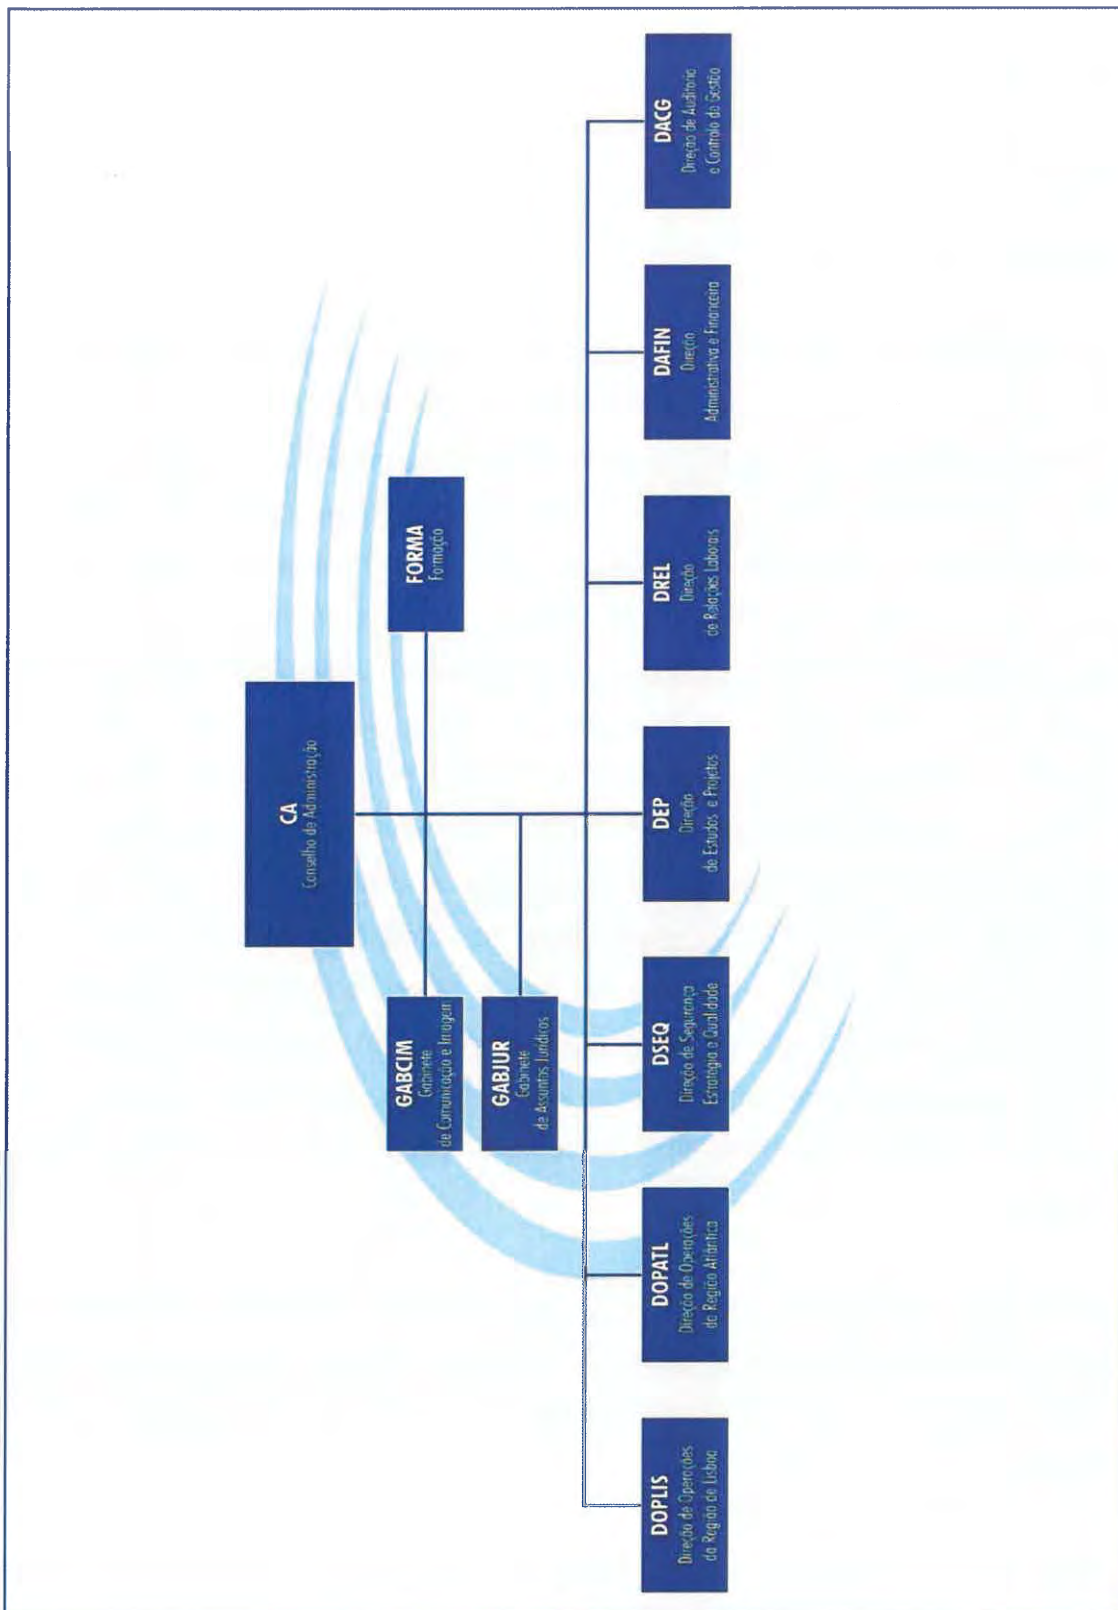 CA
Conselho de Administração
GABCIM
Gabinete
de Comunicação e Imagem
FORMA
Formação
GABJUR
Gabinete
de Assuntos Jurídicos
DOPLIS
Direção de Operações
da Região de Lisboa
DOPATL
Direção de Operações
da Região Atlântica
DSEQ
Direção de Segurança
Estratégia e Qualidade
DEP
Direção
de Estudos e Projetos
DREL
Direção
de Relações Laborais
DAFIN
Direção
Administrativa e Financeira
DACG
Direção de Auditoria
e Controlo de Gestão